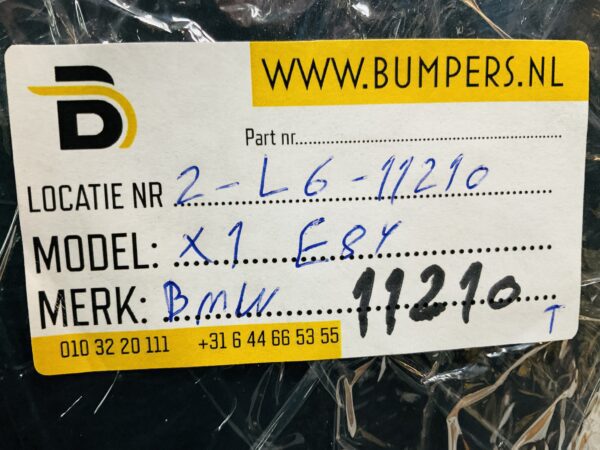 WWW.BUMPERS.NL
Part nr.
LOCATIE NR 2-L6-11210
MODEL: X1 E84
MERK: BMW 11210
T
010 32 20 111 +31 6 44 66 53 55